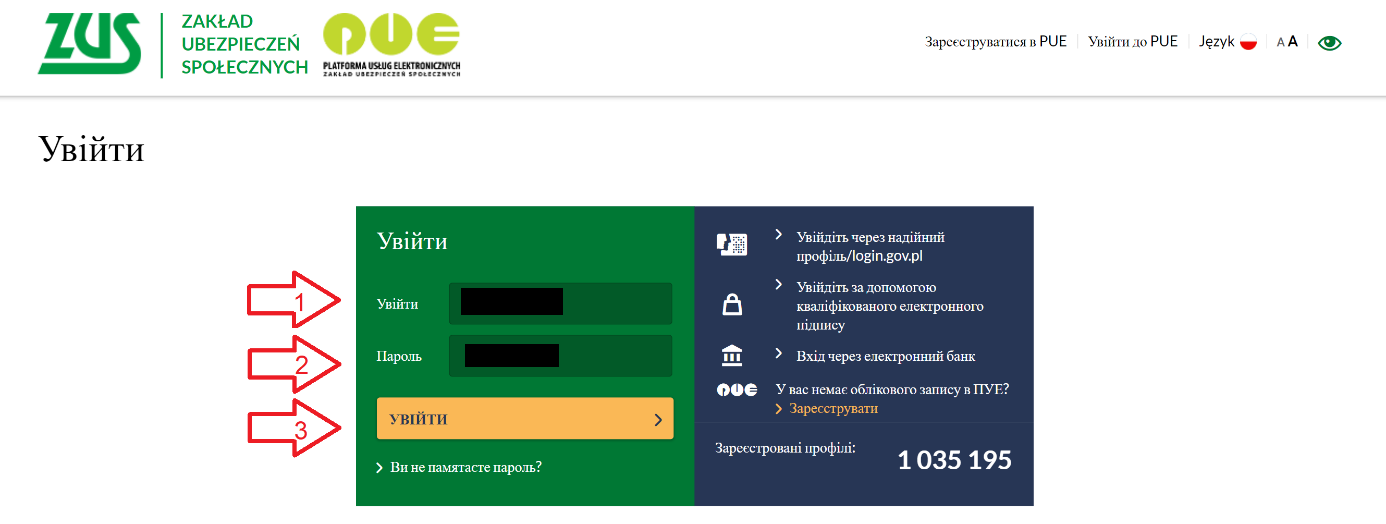 ZUS
ZAKŁAD
UBEZPIECZEŃ
SPOŁECZNYCH
PUE
PLATFORMA USŁUG ELEKTRONICZNYCH
ZAKŁAD UBEZPIECZEŃ SPOŁECZNYCH
Зареєструватися в PUE
Увійти до PUE
Język
A A
Увійти
Увійти
1
Увійти
2
Пароль
3
УВІЙТИ
Ви не памятаєте пароль?
Увійдіть через надійний
профіль/login.gov.pl
Увійдіть за допомогою
кваліфікованого електронного
підпису
Вхід через електронний банк
PUE
У вас немає облікового запису в ПУЕ?
Зареєструвати
Зареєстровані профілі:
1 035 195